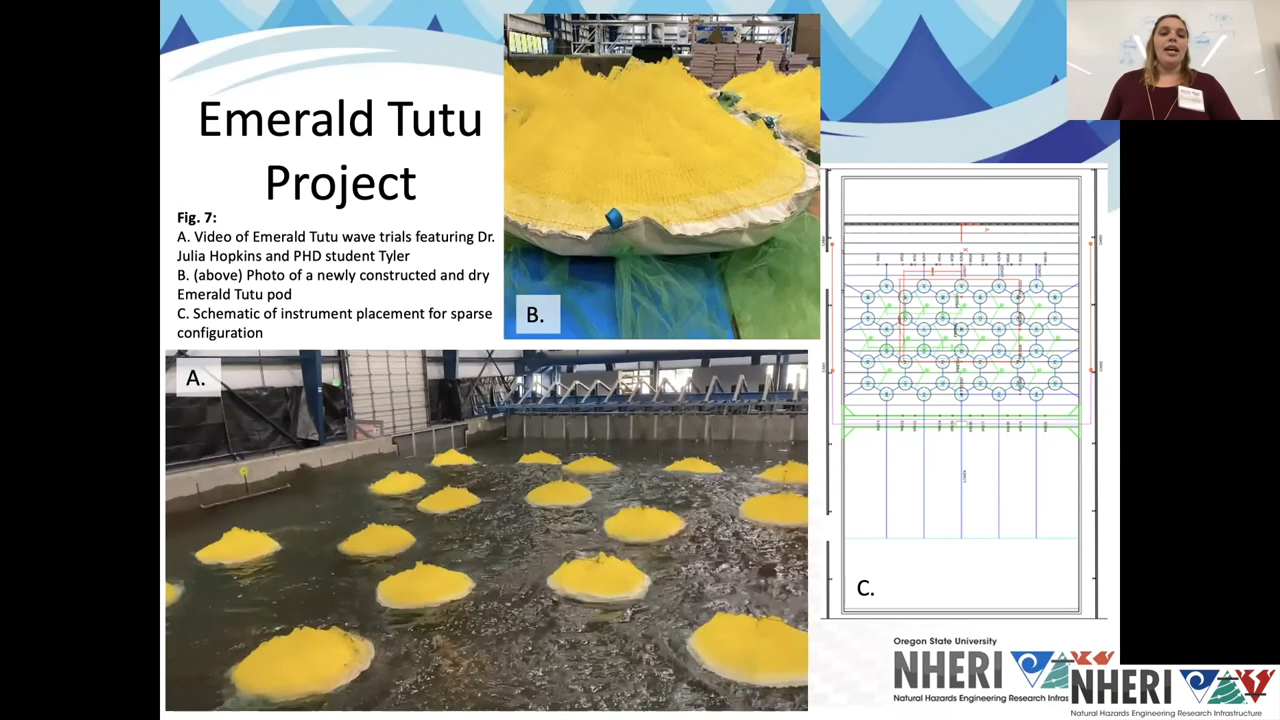 Emerald Tutu
Project
Fig. 7:
A. Video of Emerald Tutu wave trials featuring Dr.
Julia Hopkins and PHD student Tyler
B. (above) Photo of a newly constructed and dry
Emerald Tutu pod
C. Schematic of instrument placement for sparse
configuration
B.
A.
C.
Oregon State University
NHERI
Natural Hazards Engineering Research Infras
NHERI
Natural Hazards Engineering Research Infrastructure